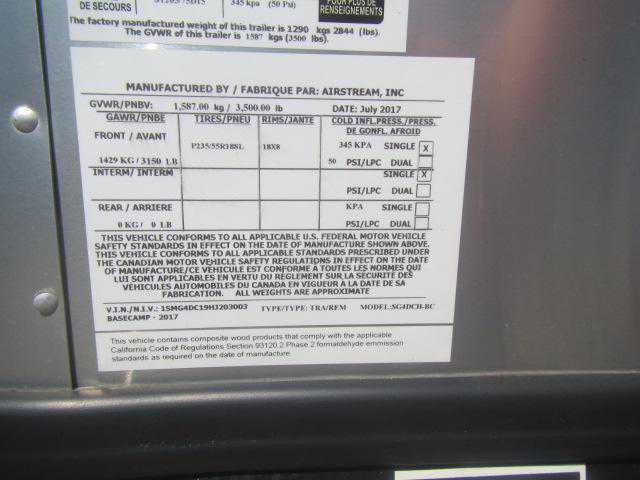 DE SECOURS 345 kpa (50 Psi) POUR PLUS DE
RENSEIGNEMENTS
The factory manufactured weight of this trailer is 1290 kgs 2844 (lbs).
The GVWR of this trailer is 1587 kgs (3500 lbs).
MANUFACTURED BY / FABRIQUE PAR: AIRSTREAM, INC
GVWR/PNBV: 1,587.00 kg / 3,500.00 lb DATE: July 2017
GAWR/PNBE TIRES/PNEU RIMS/JANTE COLD INFL.PRESS./PRESS.
DE GONFL. AFROID
FRONT / AVANT P235/55R18SL 18X8 345 KPA SINGLE X
1429 KG / 3150 LB 50 PSI/LPC DUAL
INTERM/ INTERM SINGLE X
PSI/LPC DUAL
REAR / ARRIERE KPA SINGLE
0 KG / 0 LB PSI/LPC DUAL
THIS VEHICLE CONFORMS TO ALL APPLICABLE U.S. FEDERAL MOTOR VEHICLE
SAFETY STANDARDS IN EFFECT ON THE DATE OF MANUFACTURE SHOWN ABOVE.
THIS VEHICLE CONFORMS TO ALL APPLICABLE STANDARDS PRESCRIBED UNDER
THE CANADIAN MOTOR VEHICLE SAFETY REGULATIONS IN EFFECT ON THE DATE
OF MANUFACTURE/CE VEHICULE EST CONFORME A TOUTES LES NORMES QUI
LUI SONT APPLICABLES EN VERTU DU REGLEMENT SUR LA SECURITE DES
VEHICULES AUTOMOBILES DU CANADA EN VIGUEUR A LA DATE DE SA
FABRICATION. ALL WEIGHTS ARE APPROXIMATE
V.I.N./N.I.V.: 1SMG4DC19HJ203003 TYPE/TYPE: TRA/REM MODEL:SG4DCH-BC
BASECAMP - 2017
This vehicle contains composite wood products that comply with the applicable
California Code of Regulations Section 93120.2 Phase 2 formaldehyde emmission
standards as required on the date of manufacture.